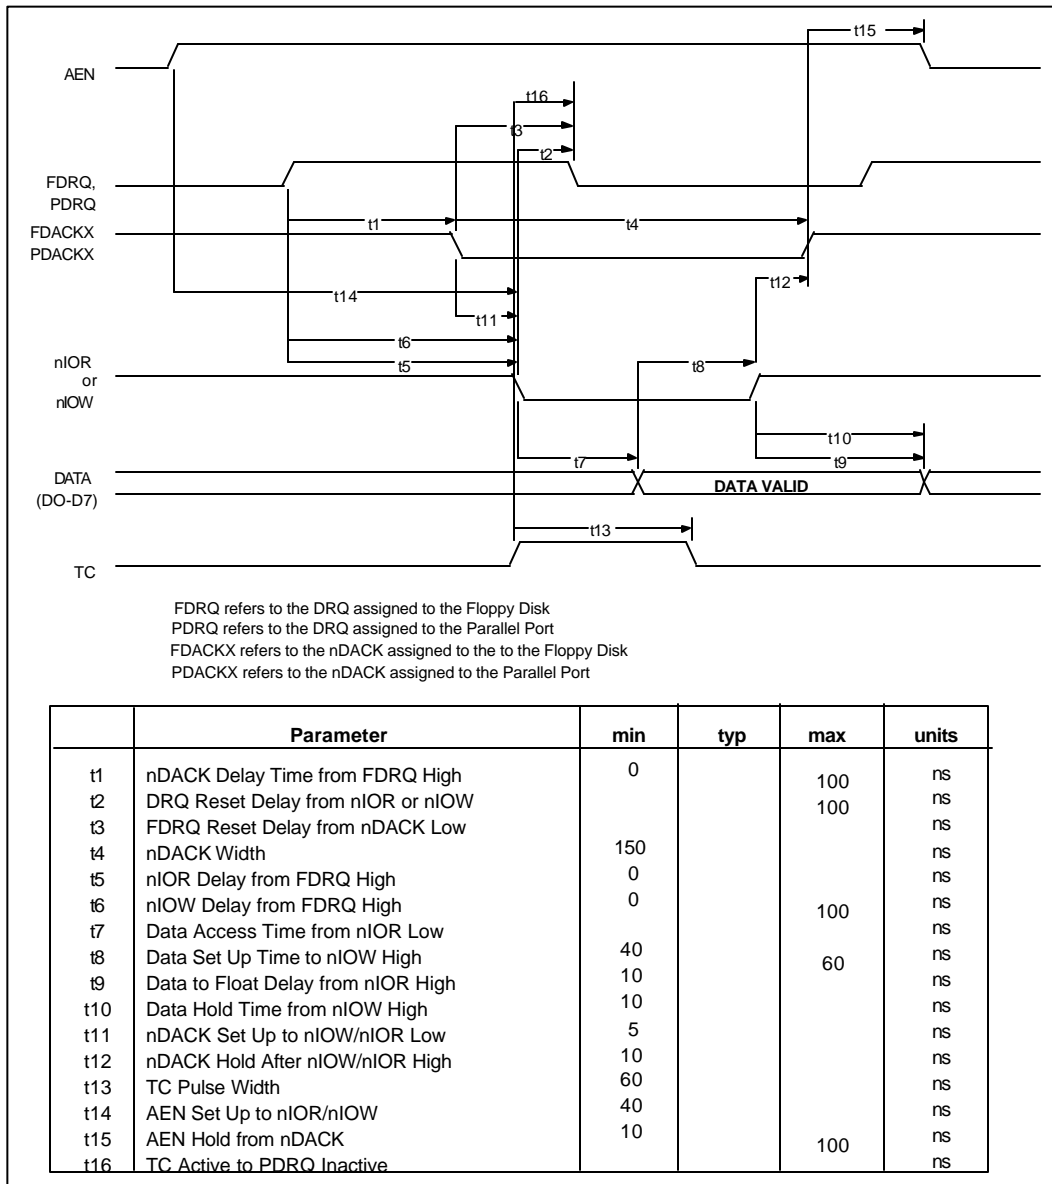 t15
AEN
t16
t3
t2
FDRQ,
PDRQ
t1
t4
FDACKX
PDACKX
t12
t14
t11
t6
t5
t8
nIOR
or
nIOW
t10
t7
t9
DATA
(DO-D7)
DATA VALID
t13
TC
FDRQ refers to the DRQ assigned to the Floppy Disk
PDRQ refers to the DRQ assigned to the Parallel Port
FDACKX refers to the nDACK assigned to the to the Floppy Disk
PDACKX refers to the nDACK assigned to the Parallel Port
Parameter min typ max units
t1 nDACK Delay Time from FDRQ High 0 100 ns
t2 DRQ Reset Delay from nIOR or nIOW 100 ns
t3 FDRQ Reset Delay from nDACK Low ns
t4 nDACK Width 150 ns
t5 nIOR Delay from FDRQ High 0 ns
t6 nIOW Delay from FDRQ High 0 100 ns
t7 Data Access Time from nIOR Low ns
t8 Data Set Up Time to nIOW High 40 60 ns
t9 Data to Float Delay from nIOR High 10 ns
t10 Data Hold Time from nIOW High 10 ns
t11 nDACK Set Up to nIOW/nIOR Low 5 ns
t12 nDACK Hold After nIOW/nIOR High 10 ns
t13 TC Pulse Width 60 ns
t14 AEN Set Up to nIOR/nIOW 40 ns
t15 AEN Hold from nDACK 10 100 ns
t16 TC Active to PDRQ Inactive ns